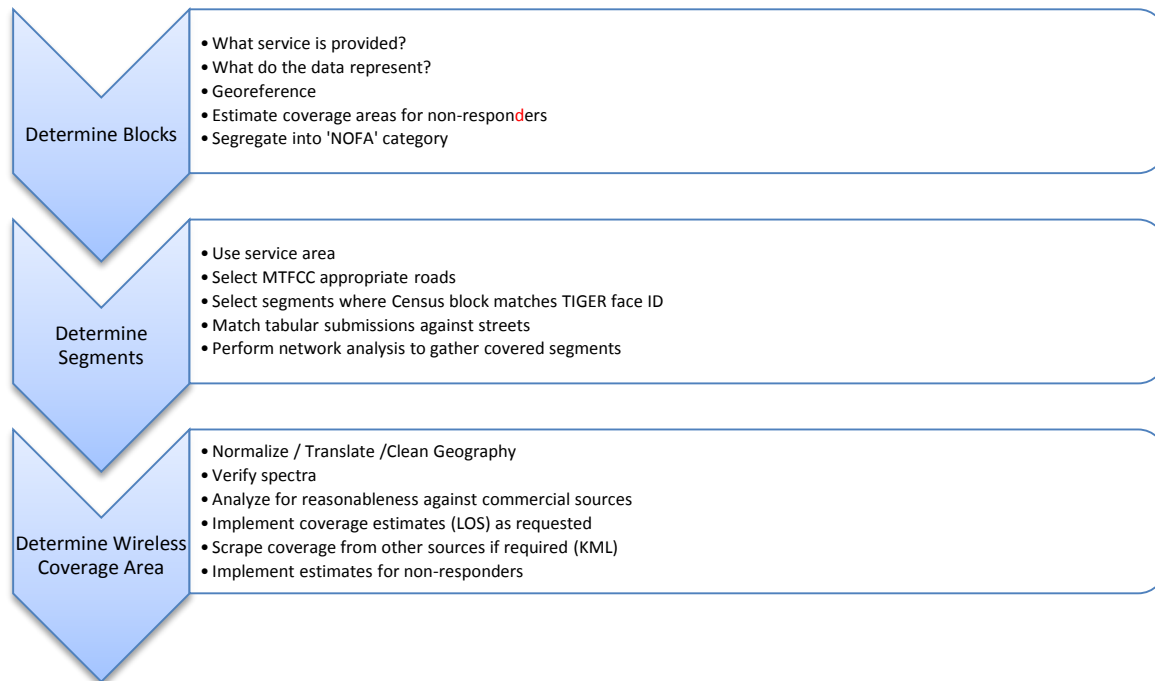 Determine Blocks
• What service is provided?
• What do the data represent?
• Georeference
• Estimate coverage areas for non-responders
• Segregate into 'NOFA' category
Determine
Segments
• Use service area
• Select MTFCC appropriate roads
• Select segments where Census block matches TIGER face ID
• Match tabular submissions against streets
• Perform network analysis to gather covered segments
Determine Wireless
Coverage Area
• Normalize / Translate /Clean Geography
• Verify spectra
• Analyze for reasonableness against commercial sources
• Implement coverage estimates (LOS) as requested
• Scrape coverage from other sources if required (KML)
• Implement estimates for non-responders